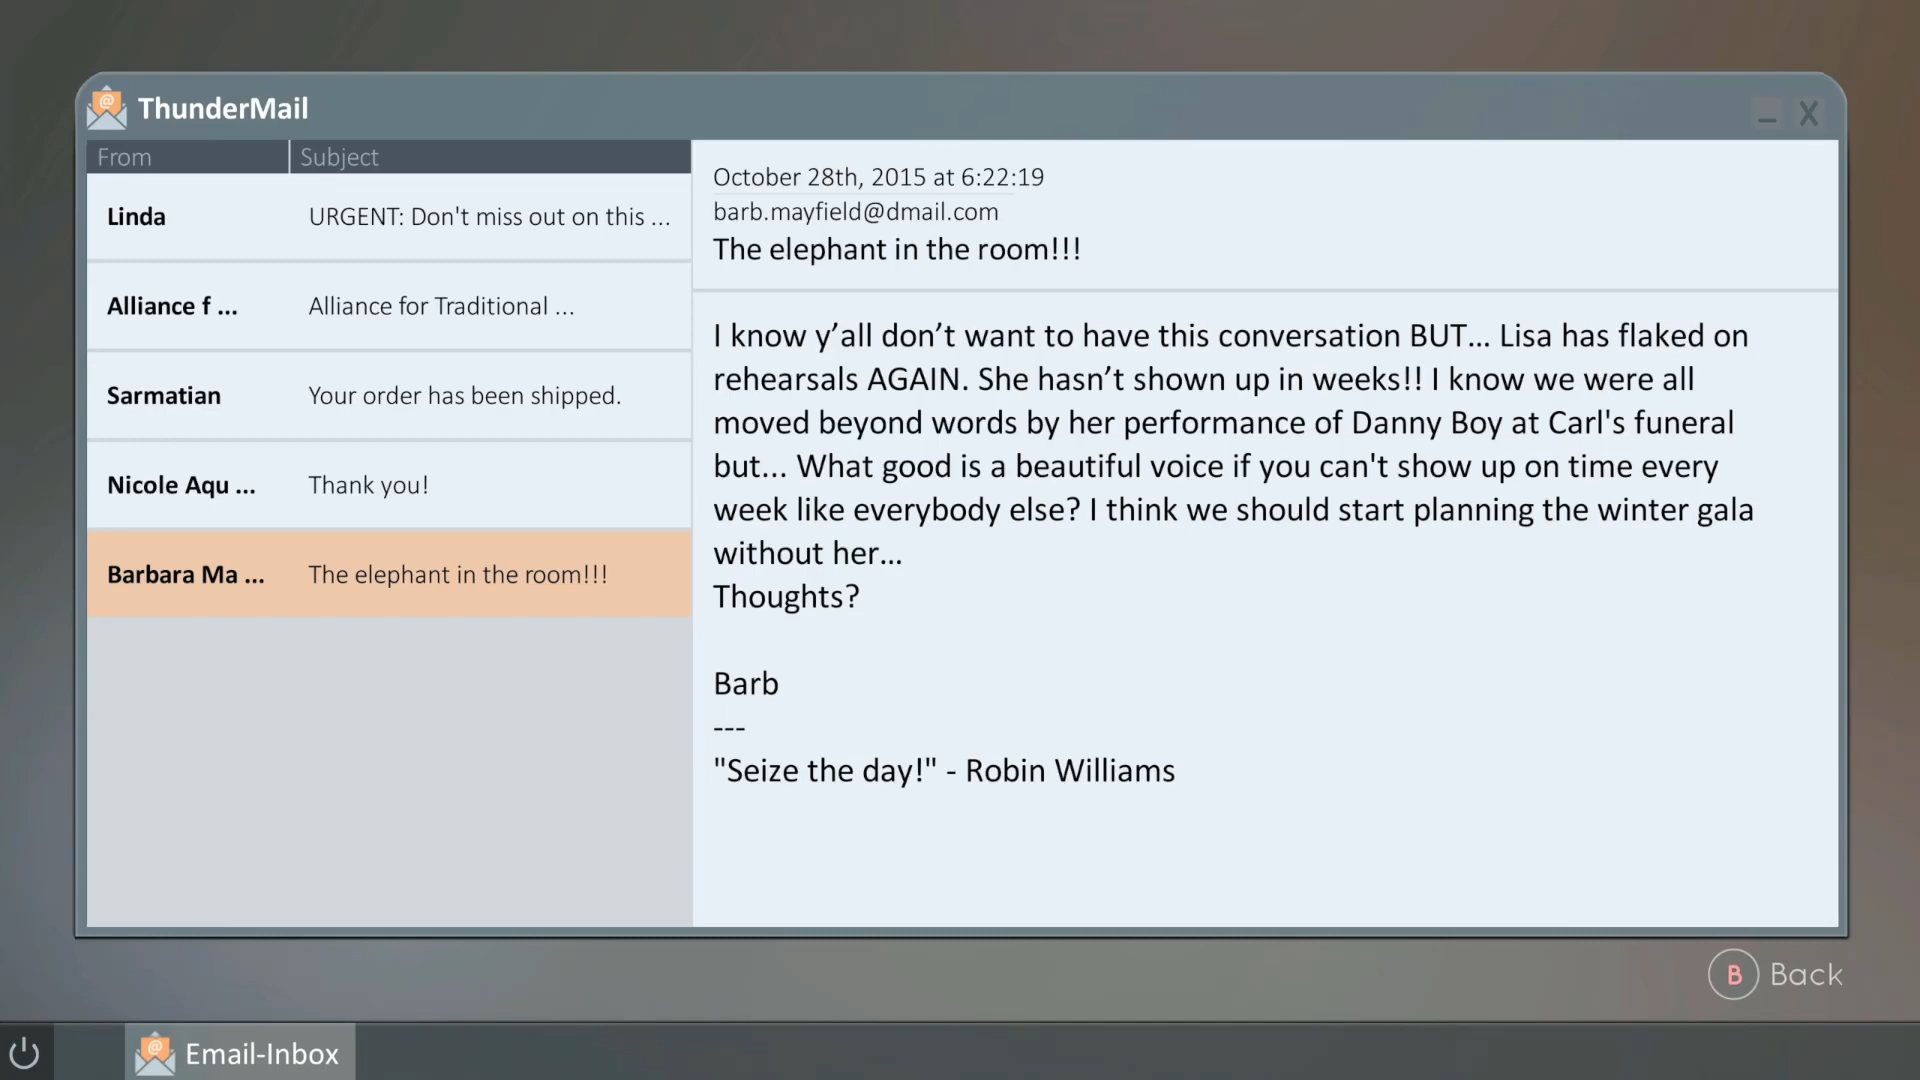 ThunderMail
From
Subject
Linda
URGENT: Don't miss out on this ...
Alliance f ...
Alliance for Traditional ...
Sarmatian
Your order has been shipped.
Nicole Aqu ...
Thank you!
Barbara Ma ...
The elephant in the room!!!
October 28th, 2015 at 6:22:19
barb.mayfield@dmail.com
The elephant in the room!!!
I know y’all don’t want to have this conversation BUT... Lisa has flaked on
rehearsals AGAIN. She hasn’t shown up in weeks!! I know we were all
moved beyond words by her performance of Danny Boy at Carl's funeral
but... What good is a beautiful voice if you can't show up on time every
week like everybody else? I think we should start planning the winter gala
without her...
Thoughts?
Barb
---
"Seize the day!" - Robin Williams
B Back
Email-Inbox